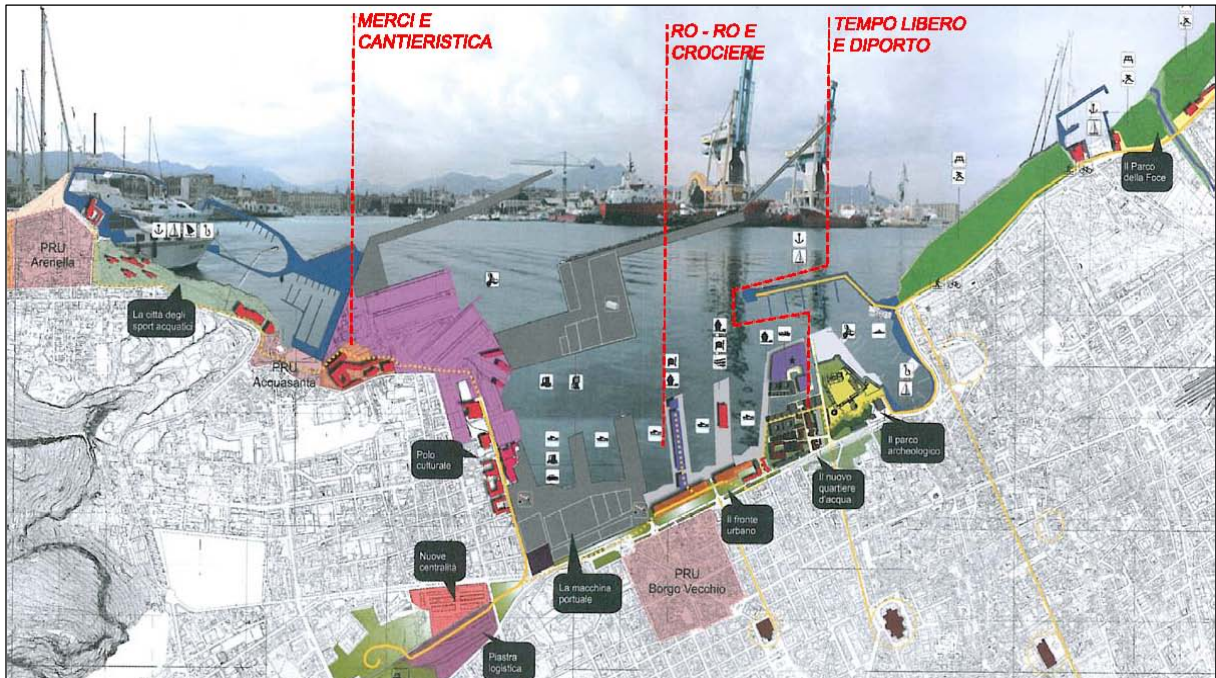 MERCI E
CANTIERISTICA
RO - RO E
CROCIERE
TEMPO LIBERO
E DIPORTO
Il Parco
della Foce
PRU
Arenella
La città degli
sport acquatici
PRU
Acquasanta
Polo
culturale
Il parco
archeologico
Il nuovo
quartiere
d'acqua
Il fronte
urbano
Nuove
centralità
La macchina
portuale
PRU
Borgo Vecchio
Piastra
logistica